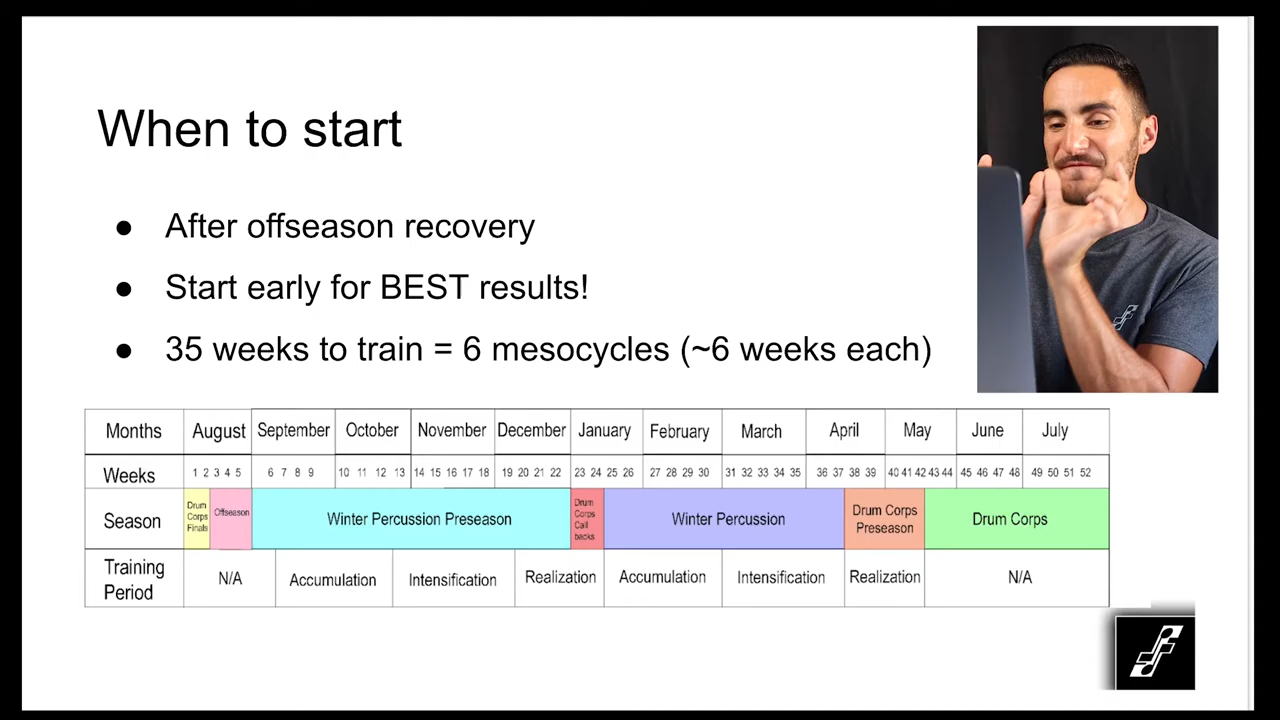 When to start
● After offseason recovery
● Start early for BEST results!
● 35 weeks to train = 6 mesocycles (~6 weeks each)
Months August September October November December January February March April May June July
Weeks 1 2 3 4 5 6 7 8 9 10 11 12 13 14 15 16 17 18 19 20 21 22 23 24 25 26 27 28 29 30 31 32 33 34 35 36 37 38 39 40 41 42 43 44 45 46 47 48 49 50 51 52
Season
Drum
Corps
Finals
Offseason
Winter Percussion Preseason
Drum
Corps
Call
backs
Winter Percussion
Drum Corps
Preseason
Drum Corps
Training
Period
N/A Accumulation Intensification Realization Accumulation Intensification Realization N/A